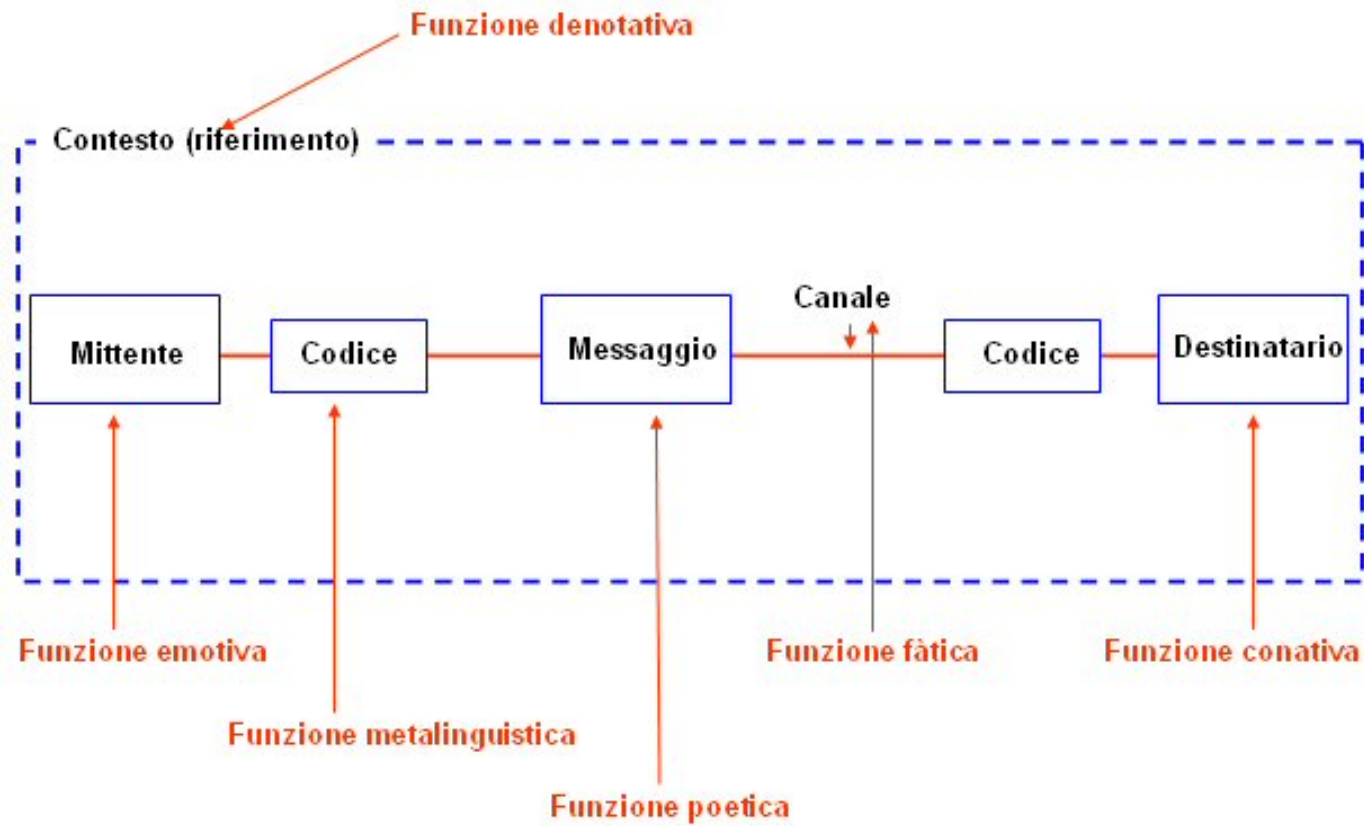 Funzione denotativa
Contesto (riferimento)
Canale
Mittente
Codice
Messaggio
Codice
Destinatario
Funzione emotiva
Funzione fàtica
Funzione conativa
Funzione metalinguistica
Funzione poetica